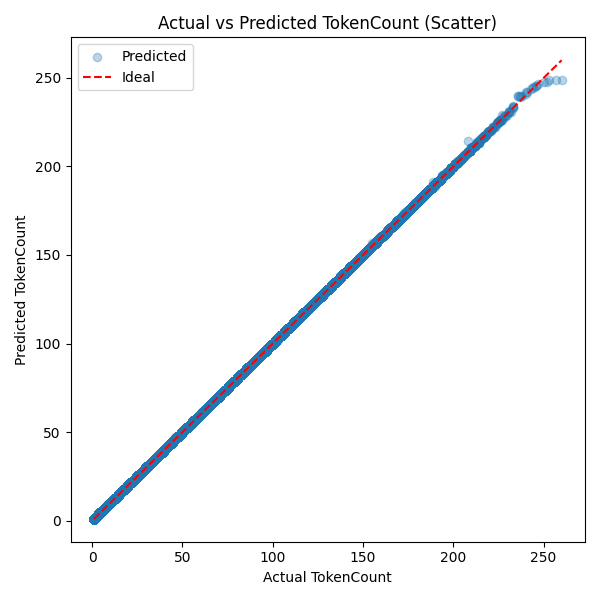 Actual vs Predicted TokenCount (Scatter)
Predicted
Ideal
250
200
150
100
50
0
Predicted TokenCount
0 50 100 150 200 250
Actual TokenCount